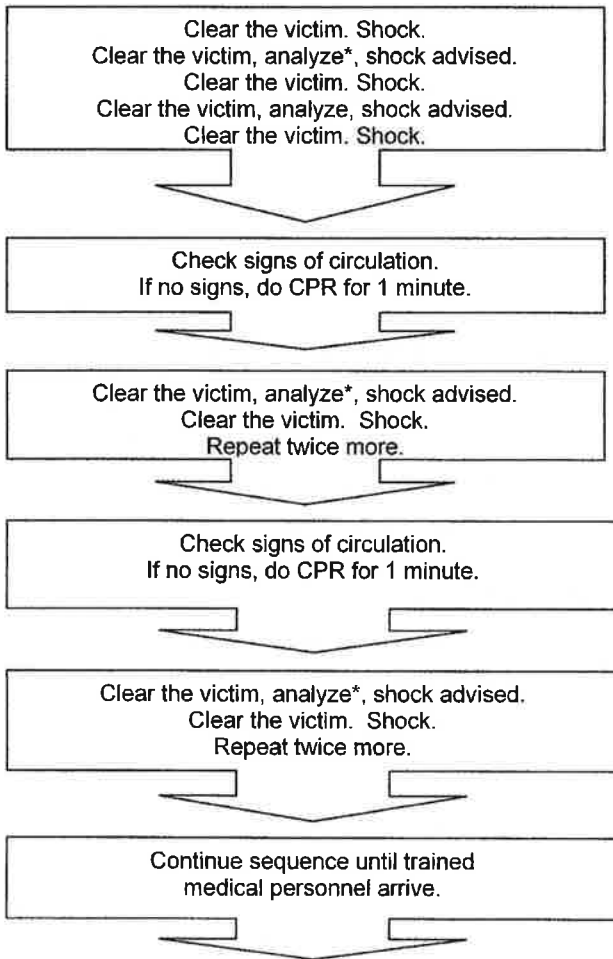 Clear the victim. Shock.
Clear the victim, analyze*, shock advised.
Clear the victim. Shock.
Clear the victim, analyze, shock advised.
Clear the victim. Shock.
Check signs of circulation.
If no signs, do CPR for 1 minute.
Clear the victim, analyze*, shock advised.
Clear the victim. Shock.
Repeat twice more.
Check signs of circulation.
If no signs, do CPR for 1 minute.
Clear the victim, analyze*, shock advised.
Clear the victim. Shock.
Repeat twice more.
Continue sequence until trained
medical personnel arrive.